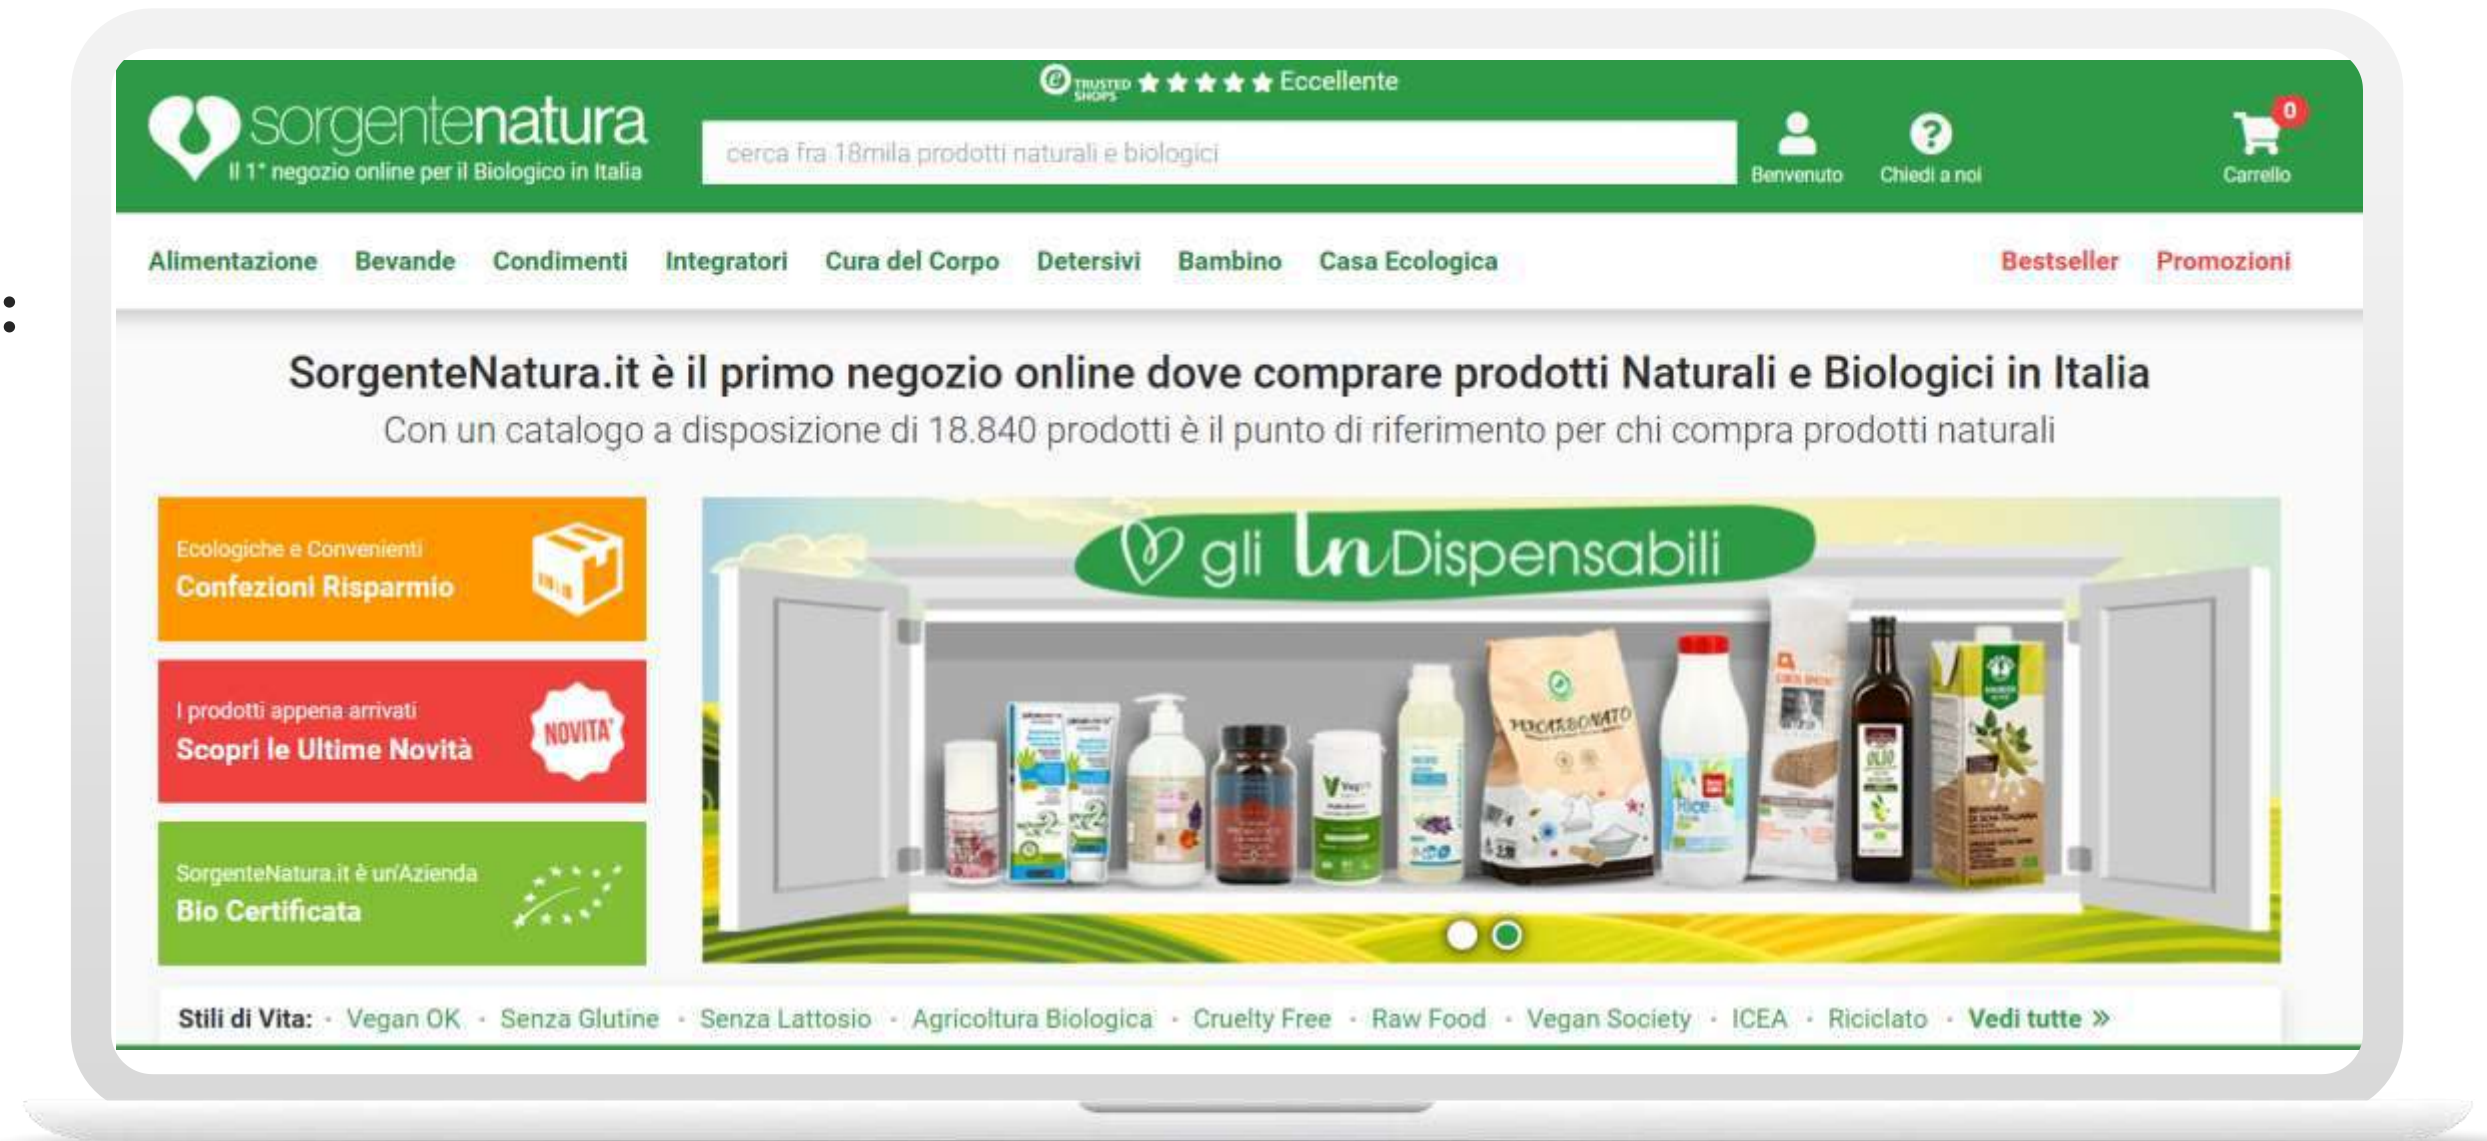 :
e TRUSTED SHOPS ★★★★★ Eccellente
sorgentenatura
Il 1° negozio online per il Biologico in Italia
cerca fra 18mila prodotti naturali e biologici
Benvenuto
Chiedi a noi
0
Carrello
Alimentazione Bevande Condimenti Integratori Cura del Corpo Detersivi Bambino Casa Ecologica Bestseller Promozioni
SorgenteNatura.it è il primo negozio online dove comprare prodotti Naturali e Biologici in Italia
Con un catalogo a disposizione di 18.840 prodotti è il punto di riferimento per chi compra prodotti naturali
Ecologiche e Convenienti
Confezioni Risparmio
I prodotti appena arrivati
Scopri le Ultime Novità
NOVITA'
SorgenteNatura.it è un'Azienda
Bio Certificata
gli InDispensabili
PERCARBONATO
Rice
OLIO
Stili di Vita: · Vegan OK · Senza Glutine · Senza Lattosio · Agricoltura Biologica · Cruelty Free · Raw Food · Vegan Society · ICEA · Riciclato · Vedi tutte »